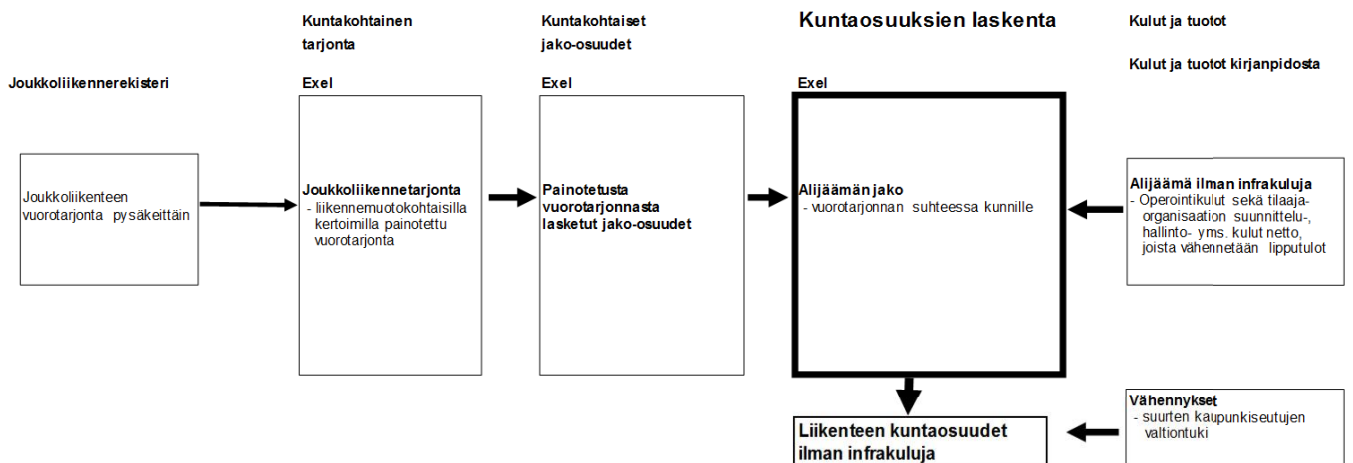 Joukkoliikennerekisteri
Joukkoliikenteen
vuorotarjonta pysäkeittäin
Kuntakohtainen
tarjonta
Exel
Joukkoliikennetarjonta
- liikennemuotokohtaisilla
kertoimilla painotettu
vuorotarjonta
Kuntakohtaiset
jako-osuudet
Exel
Painotetusta
vuorotarjonnasta
lasketut jako-osuudet
Kuntaosuuksien laskenta
Exel
Alijäämän jako
- vuorotarjonnan suhteessa kunnille
Liikenteen kuntaosuudet
ilman infrakuluja
Kulut ja tuotot
Kulut ja tuotot kirjanpidosta
Alijäämä ilman infrakuluja
- Operointikulut sekä tilaaja-
organisaation suunnittelu-,
hallinto- yms. kulut netto,
joista vähennetään lipputulot
Vähennykset
- suurten kaupunkiseutujen
valtiontuki